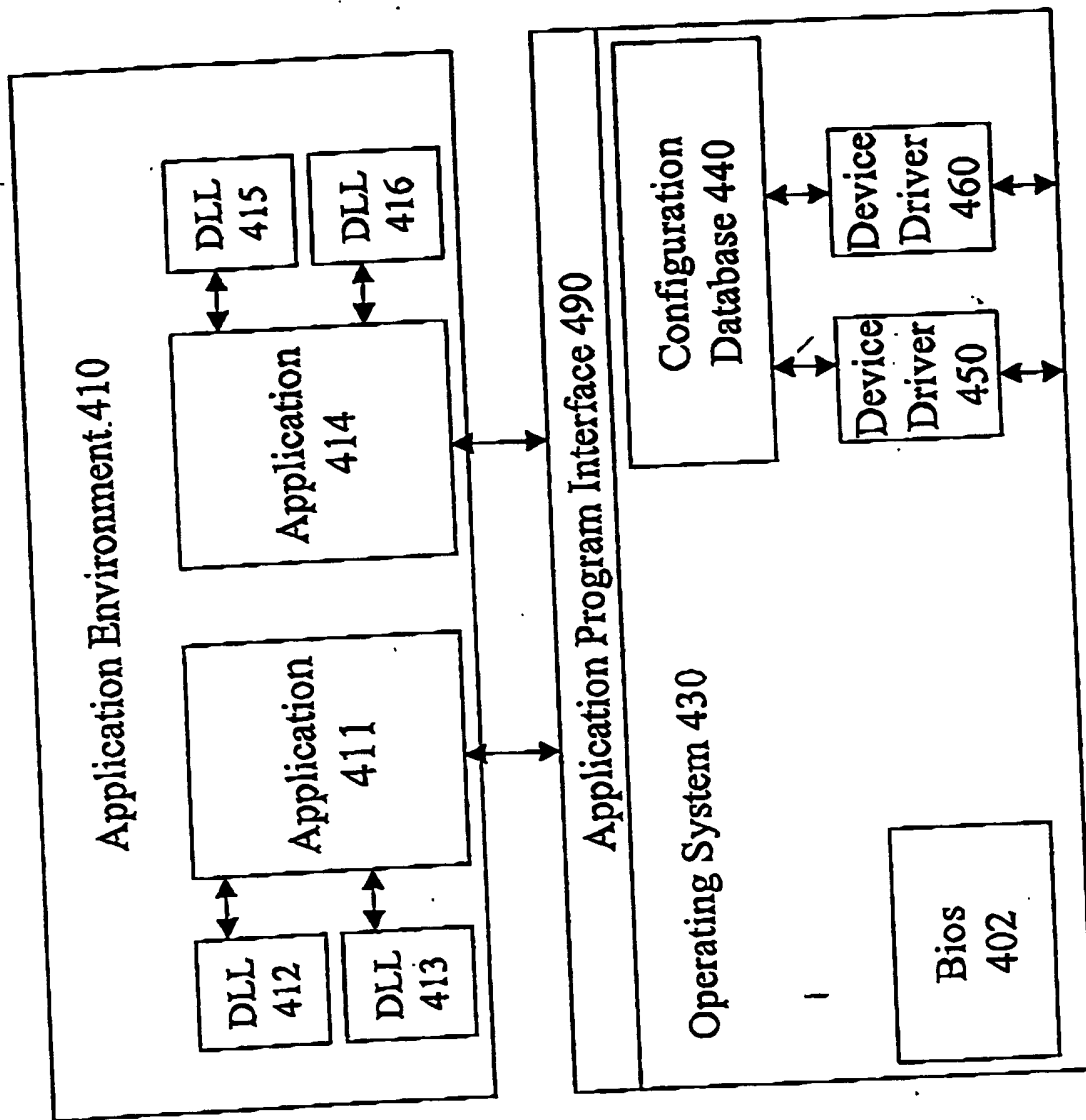 Application Environment 410
DLL
412
DLL
413
Application
411
Application
414
DLL
415
DLL
416
Application Program Interface 490
Operating System 430
Bios
402
Configuration
Database 440
Device
Driver
450
Device
Driver
460